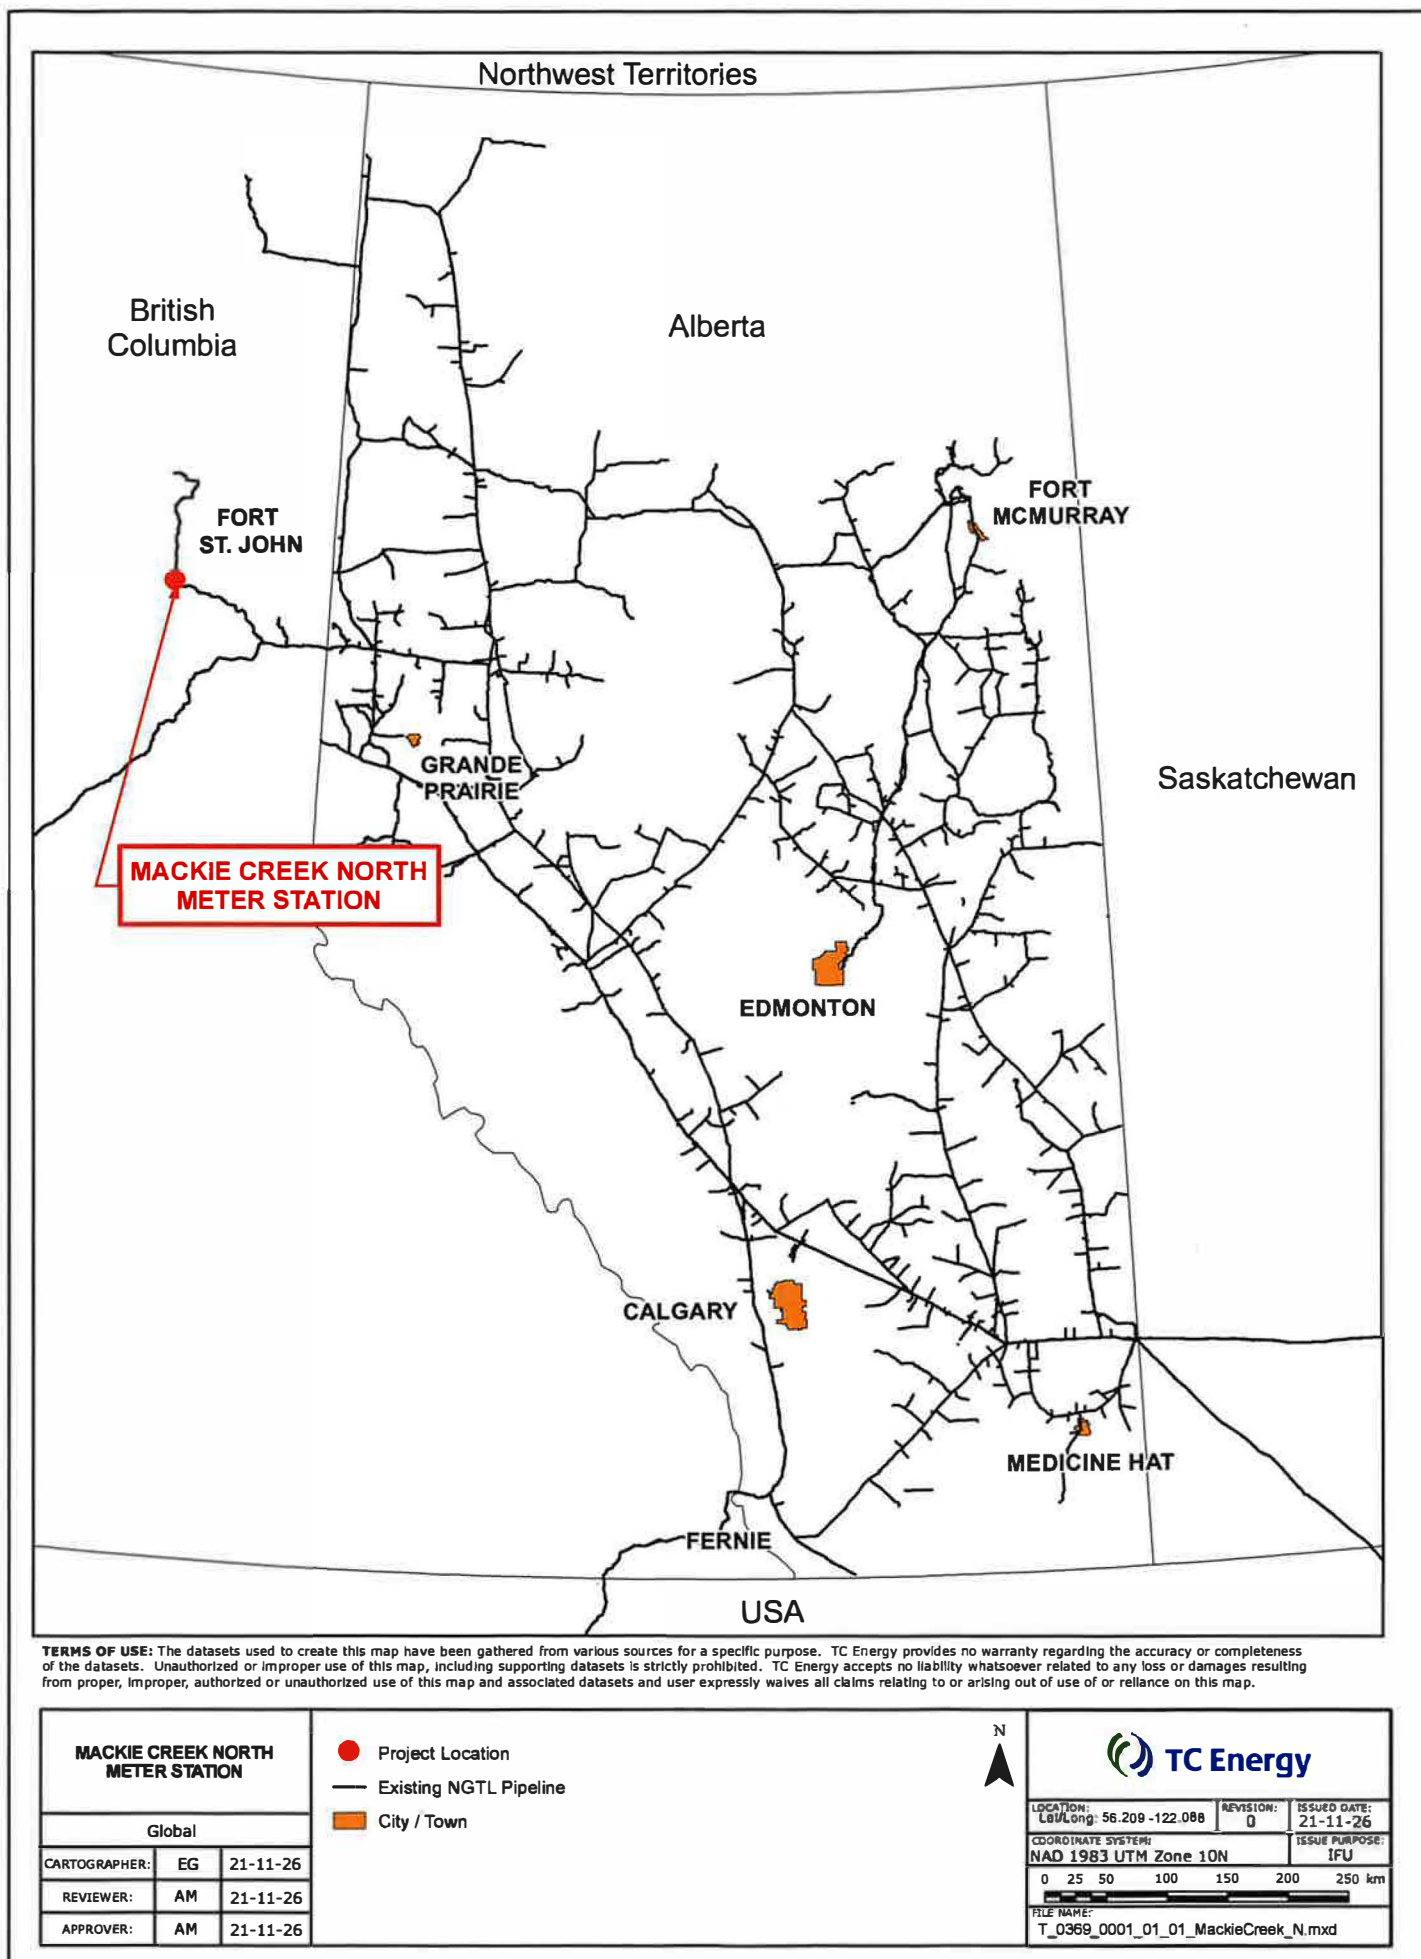 Northwest Territories
British
Columbia
Alberta
FORT
ST. JOHN
FORT
MCMURRAY
GRANDE
PRAIRIE
Saskatchewan
MACKIE CREEK NORTH
METER STATION
EDMONTON
CALGARY
MEDICINE HAT
FERNIE
USA
TERMS OF USE: The datasets used to create this map have been gathered from various sources for a specific purpose. TC Energy provides no warranty regarding the accuracy or completeness
of the datasets. Unauthorized or improper use of this map, including supporting datasets is strictly prohibited. TC Energy accepts no liability whatsoever related to any loss or damages resulting
from proper, improper, authorized or unauthorized use of this map and associated datasets and user expressly waives all claims relating to or arising out of use of or reliance on this map.
MACKIE CREEK NORTH
METER STATION
Global
CARTOGRAPHER: EG 21-11-26
REVIEWER: AM 21-11-26
APPROVER: AM 21-11-26
Project Location
Existing NGTL Pipeline
City / Town
N
TC Energy
LOCATION: REVISION: ISSUED DATE:
Lat/Long: 56.209 -122.088 0 21-11-26
COORDINATE SYSTEM: ISSUE PURPOSE:
NAD 1983 UTM Zone 10N IFU
0 25 50 100 150 200 250 km
FILE NAME:
T_0369_0001_01_01_MackieCreek_N.mxd